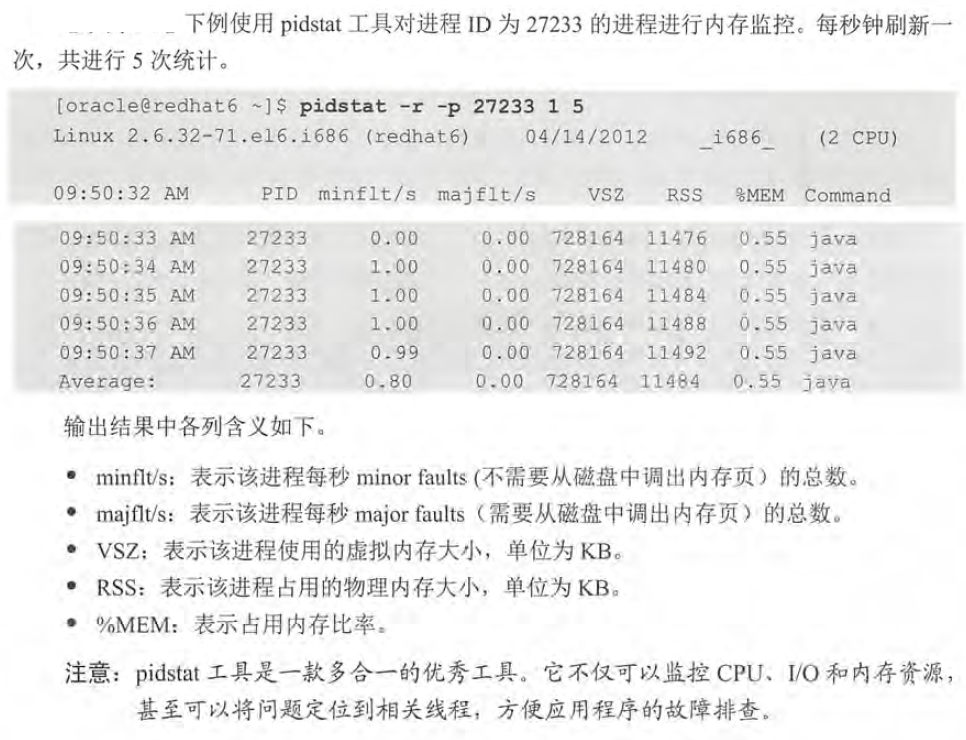 下例使用 pidstat 工具对进程 ID 为 27233 的进程进行内存监控。每秒钟刷新一
次，共进行 5 次统计。
[oracle@redhat6 ~]$ pidstat -r -p 27233 1 5
Linux 2.6.32-71.el6.i686 (redhat6) 04/14/2012 _i686_ (2 CPU)
09:50:32 AM PID minflt/s majflt/s VSZ RSS %MEM Command
09:50:33 AM 27233 0.00 0.00 728164 11476 0.55 java
09:50:34 AM 27233 1.00 0.00 728164 11480 0.55 java
09:50:35 AM 27233 1.00 0.00 728164 11484 0.55 java
09:50:36 AM 27233 1.00 0.00 728164 11488 0.55 java
09:50:37 AM 27233 0.99 0.00 728164 11492 0.55 java
Average: 27233 0.80 0.00 728164 11484 0.55 java
输出结果中各列含义如下。
• minflt/s：表示该进程每秒 minor faults (不需要从磁盘中调出内存页）的总数。
• majflt/s：表示该进程每秒 major faults（需要从磁盘中调出内存页）的总数。
• VSZ：表示该进程使用的虚拟内存大小，单位为 KB。
• RSS：表示该进程占用的物理内存大小，单位为 KB。
• %MEM：表示占用内存比率。
注意：pidstat 工具是一款多合一的优秀工具。它不仅可以监控 CPU、I/O 和内存资源，
甚至可以将问题定位到相关线程，方便应用程序的故障排查。